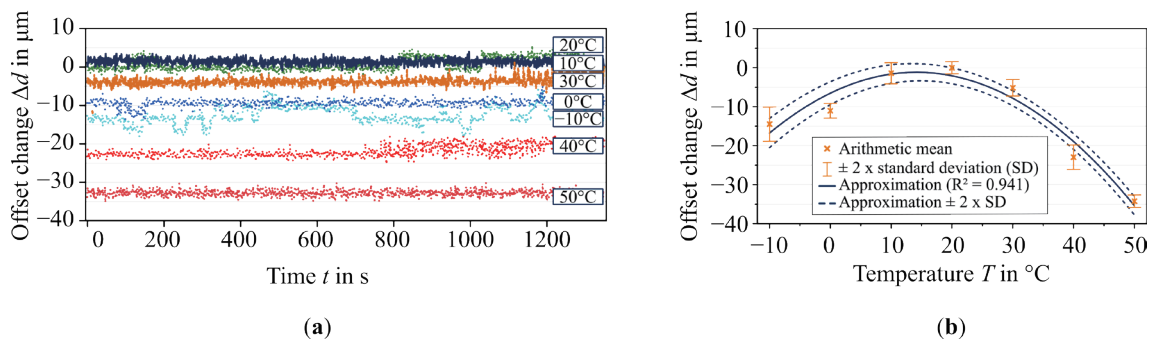 Offset change Δd in µm
10
0
−10
−20
−30
−40
20°C
10°C
30°C
0°C
−10°C
40°C
50°C
0 200 400 600 800 1000 1200
Time t in s
(a)
Offset change Δd in µm
10
0
−10
−20
−30
−40
Arithmetic mean
± 2 x standard deviation (SD)
Approximation (R² = 0.941)
Approximation ± 2 x SD
−10 0 10 20 30 40 50
Temperature T in °C
(b)